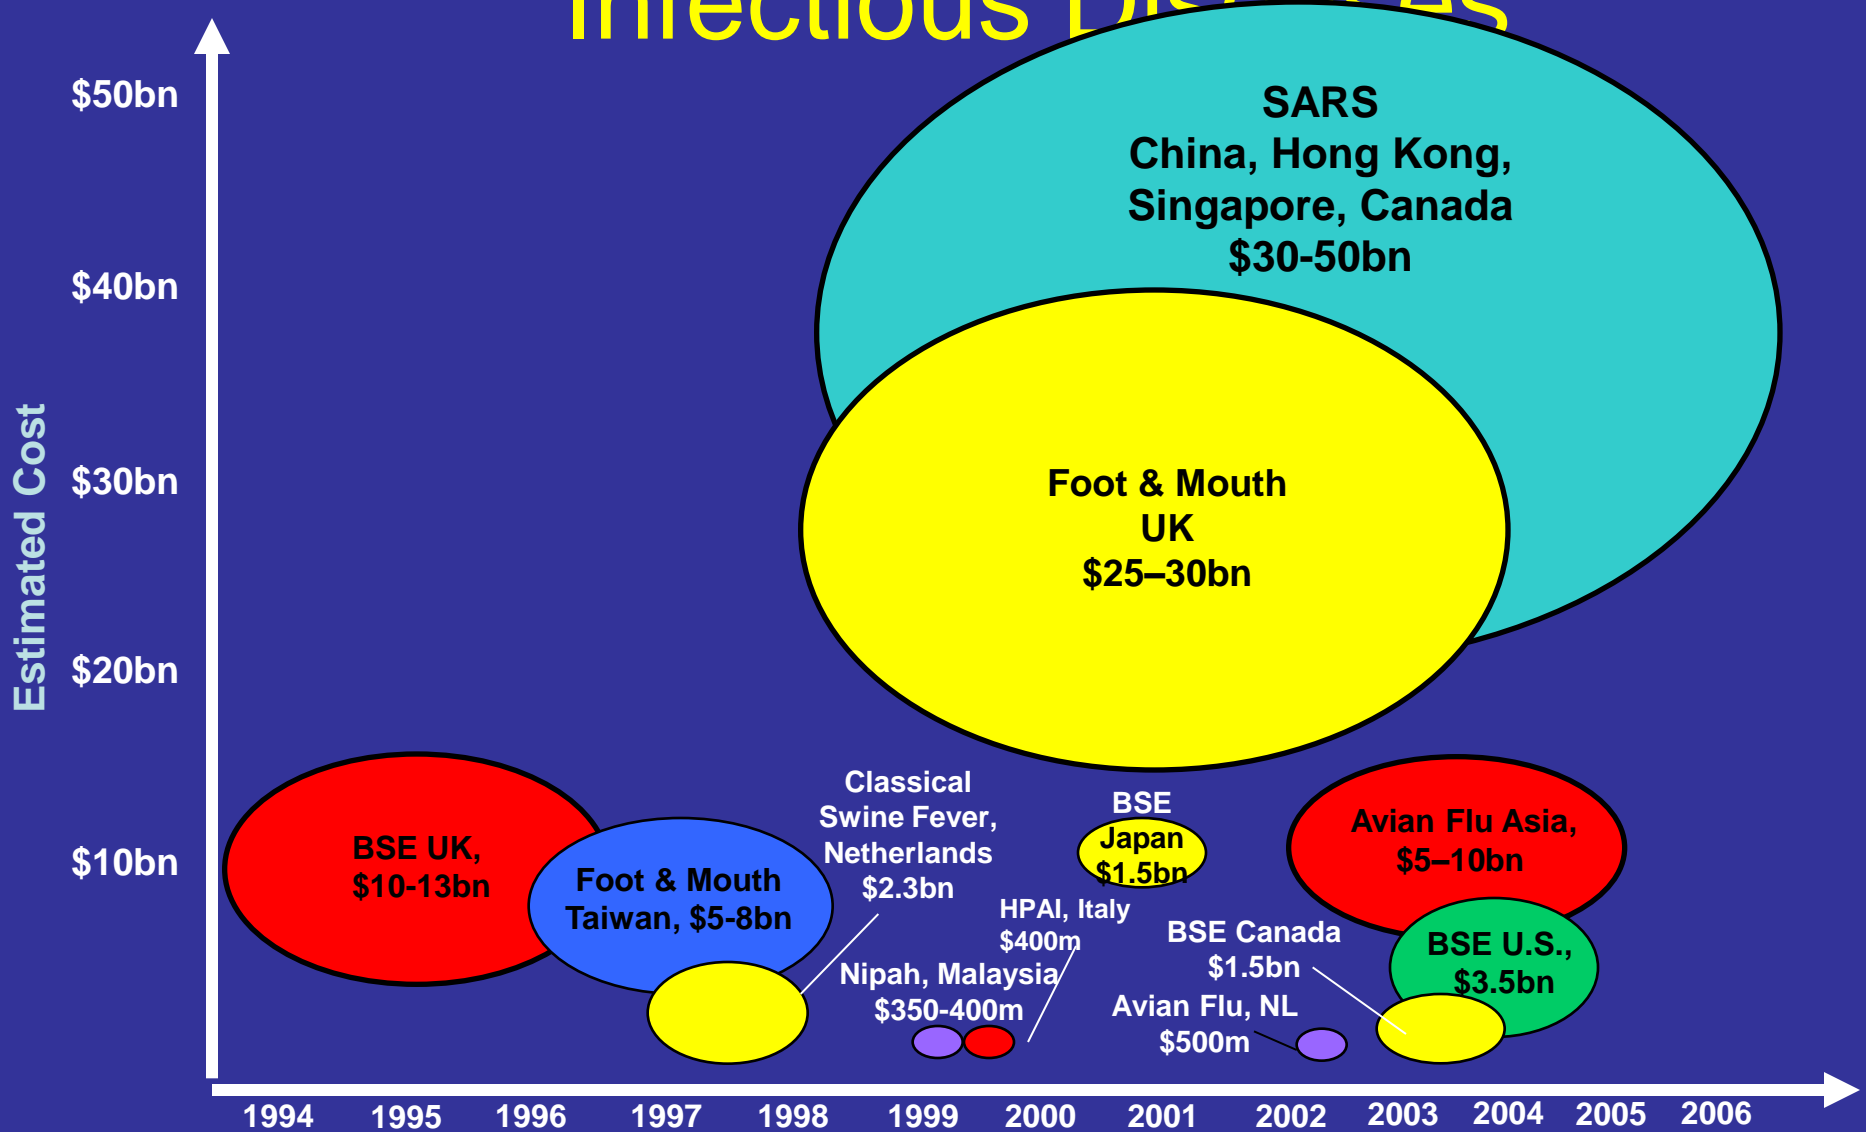 Infectious Diseases
$50bn
$40bn
$30bn
$20bn
$10bn
Estimated Cost
SARS
China, Hong Kong,
Singapore, Canada
$30-50bn
Foot & Mouth
UK
$25–30bn
BSE UK,
$10-13bn
Foot & Mouth
Taiwan, $5-8bn
Classical
Swine Fever,
Netherlands
$2.3bn
BSE
Japan
$1.5bn
HPAI, Italy
$400m
Nipah, Malaysia
$350-400m
Avian Flu Asia,
$5–10bn
BSE Canada
$1.5bn
BSE U.S.,
$3.5bn
Avian Flu, NL
$500m
1994 1995 1996 1997 1998 1999 2000 2001 2002 2003 2004 2005 2006